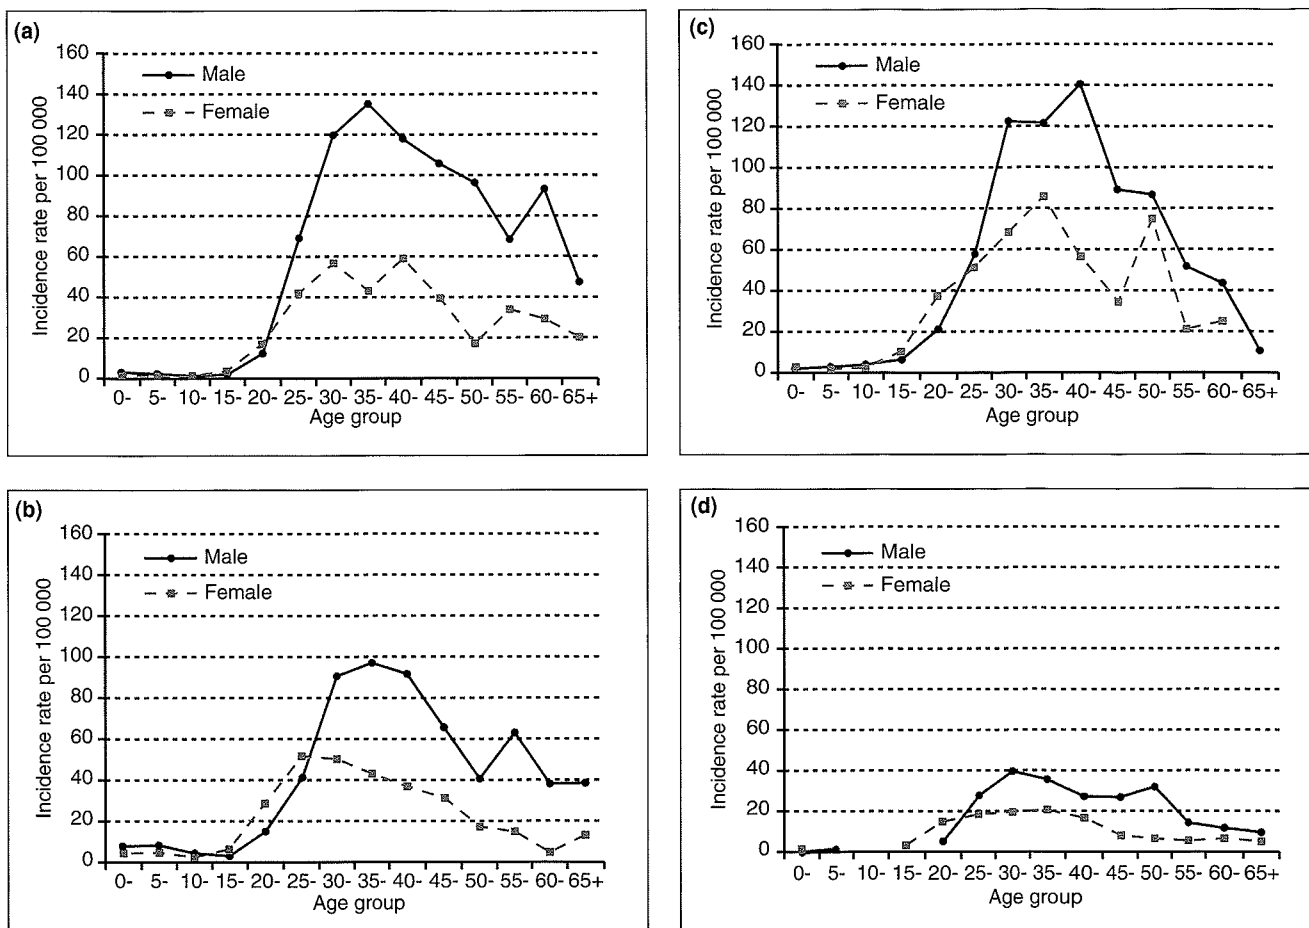 (a)
160
140
120
100
80
60
40
20
0
Incidence rate per 100 000
Male
Female
0- 5- 10- 15- 20- 25- 30- 35- 40- 45- 50- 55- 60- 65+
Age group
(c)
160
140
120
100
80
60
40
20
0
Incidence rate per 100 000
Male
Female
0- 5- 10- 15- 20- 25- 30- 35- 40- 45- 50- 55- 60- 65+
Age group
(b)
160
140
120
100
80
60
40
20
0
Incidence rate per 100 000
Male
Female
0- 5- 10- 15- 20- 25- 30- 35- 40- 45- 50- 55- 60- 65+
Age group
(d)
160
140
120
100
80
60
40
20
0
Incidence rate per 100 000
Male
Female
0- 5- 10- 15- 20- 25- 30- 35- 40- 45- 50- 55- 60- 65+
Age group